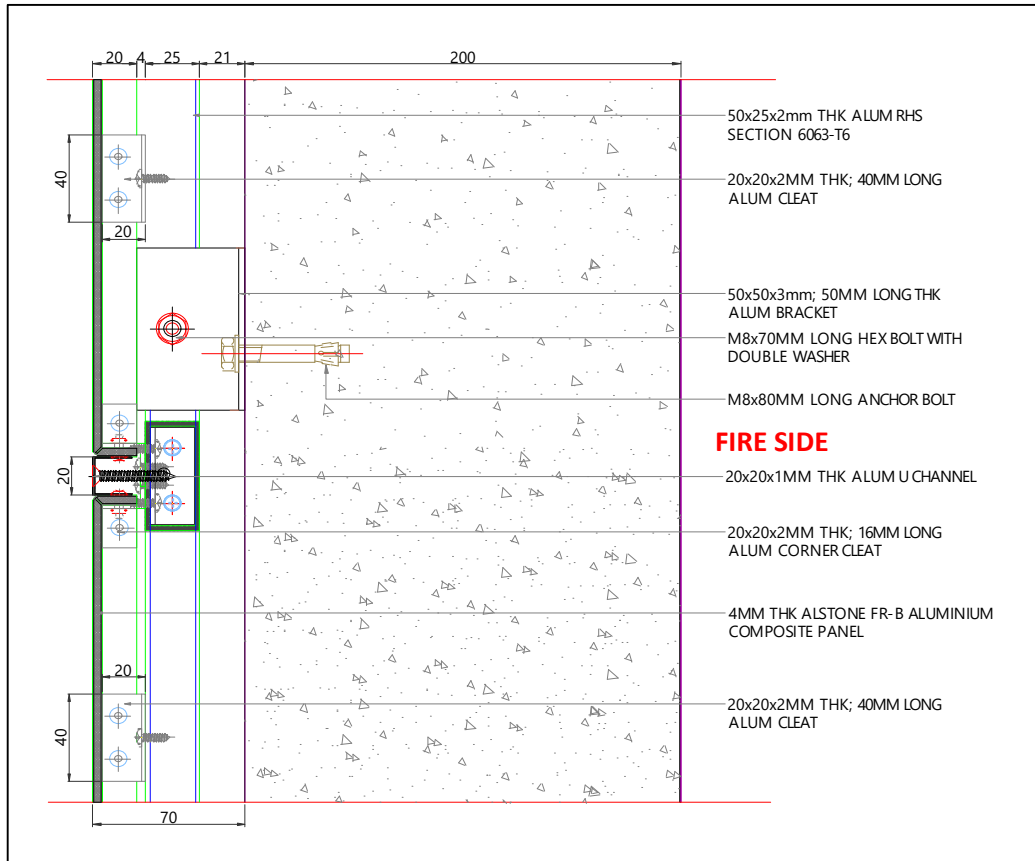 20 4 25 21 200
50x25x2mm THK ALUM RHS
SECTION 6063-T6
40
20x20x2MM THK; 40MM LONG
ALUM CLEAT
20
50x50x3mm; 50MM LONG THK
ALUM BRACKET
M8x70MM LONG HEX BOLT WITH
DOUBLE WASHER
M8x80MM LONG ANCHOR BOLT
FIRE SIDE
20
20x20x1MM THK ALUM U CHANNEL
20x20x2MM THK; 16MM LONG
ALUM CORNER CLEAT
4MM THK ALSTONE FR-B ALUMINIUM
COMPOSITE PANEL
20
20x20x2MM THK; 40MM LONG
ALUM CLEAT
40
70